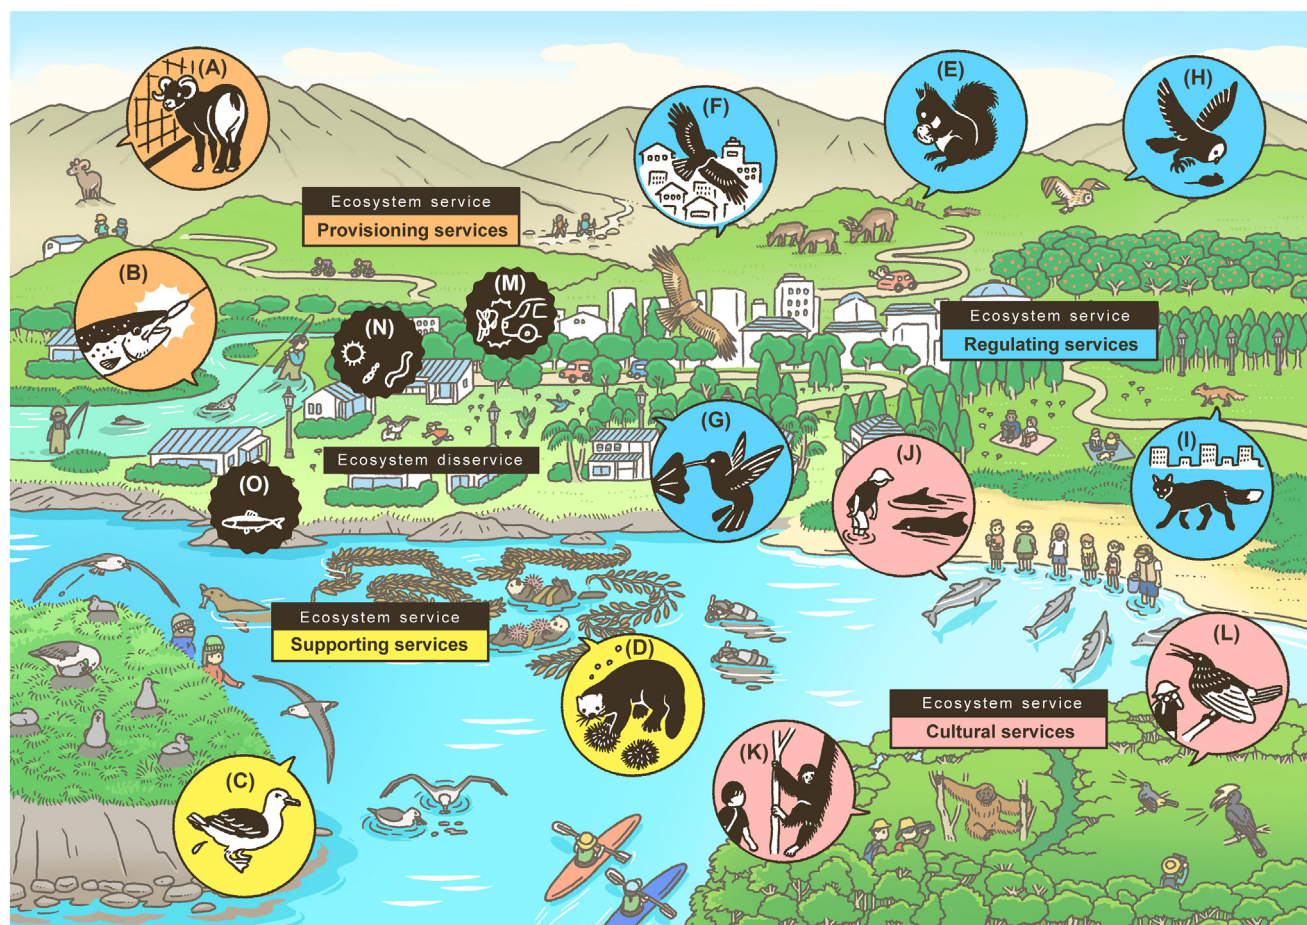 (A)
(E)
(H)
(F)
Ecosystem service
Provisioning services
(B)
(M)
(N)
Ecosystem service
Regulating services
(G)
(I)
(J)
Ecosystem disservice
(O)
Ecosystem service
Supporting services
(D)
(L)
Ecosystem service
Cultural services
(K)
(C)